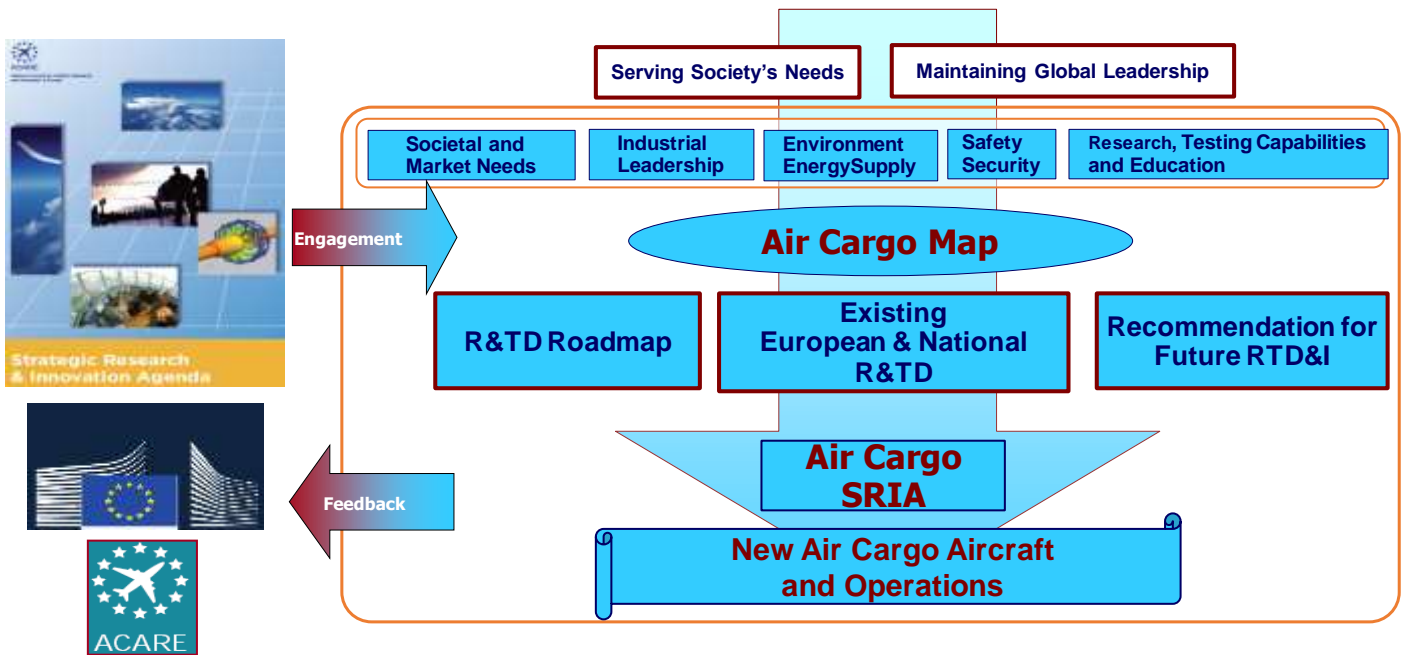 ACARE
Strategic Research
& Innovation Agenda
Serving Society's Needs
Maintaining Global Leadership
Societal and
Market Needs
Industrial
Leadership
Environment
EnergySupply
Safety
Security
Research, Testing Capabilities
and Education
Engagement
Air Cargo Map
R&TD Roadmap
Existing
European & National
R&TD
Recommendation for
Future RTD&I
Air Cargo
SRIA
Feedback
New Air Cargo Aircraft
and Operations
ACARE